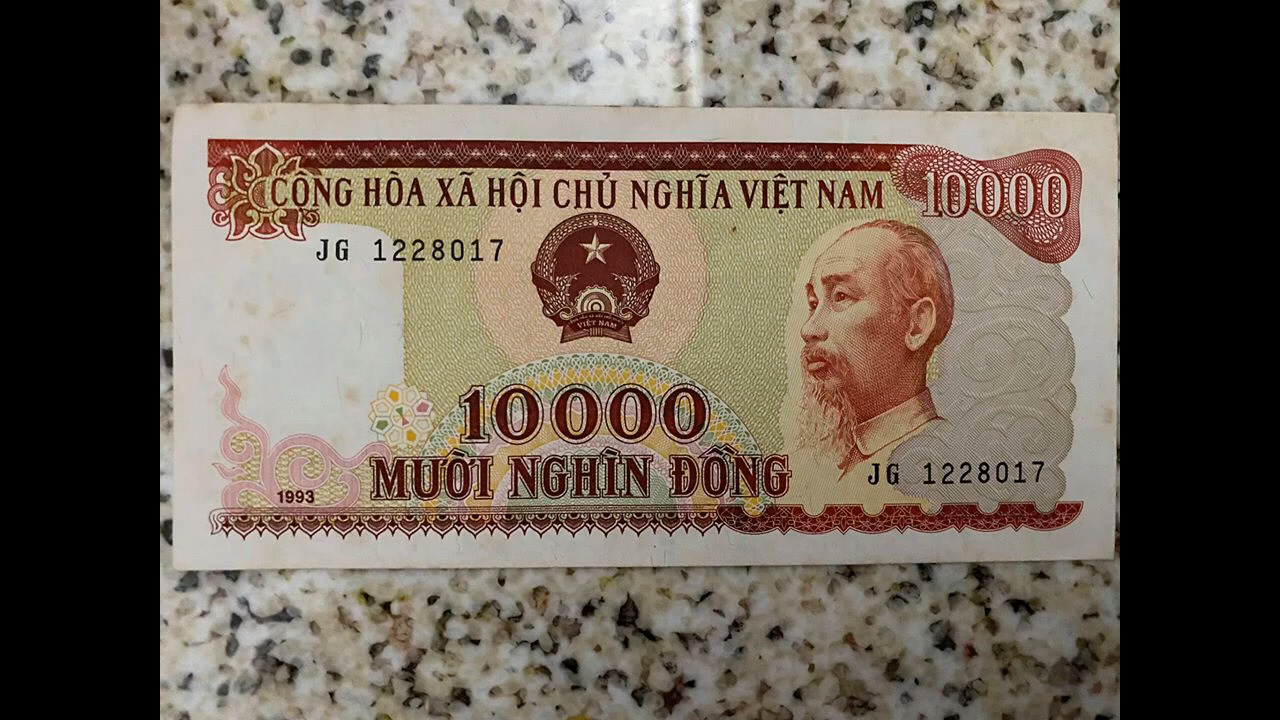 CỘNG HÒA XÃ HỘI CHỦ NGHĨA VIỆT NAM
10000
JG 1228017
VIỆT NAM
10000
MƯỜI NGHÌN ĐỒNG
JG 1228017
1993